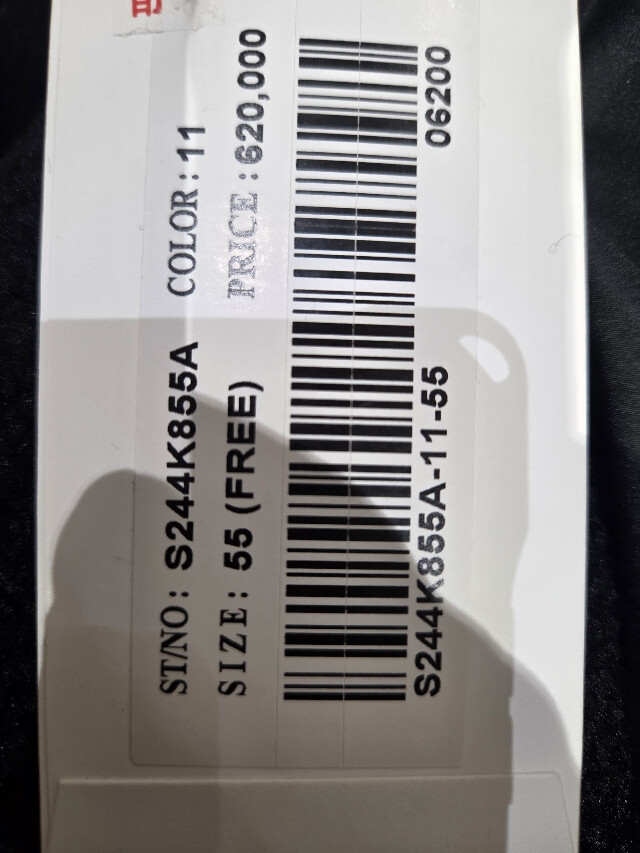 ST/NO: S244K855A COLOR: 11
SIZE: 55 (FREE) PRICE: 620,000
S244K855A-11-55 06200